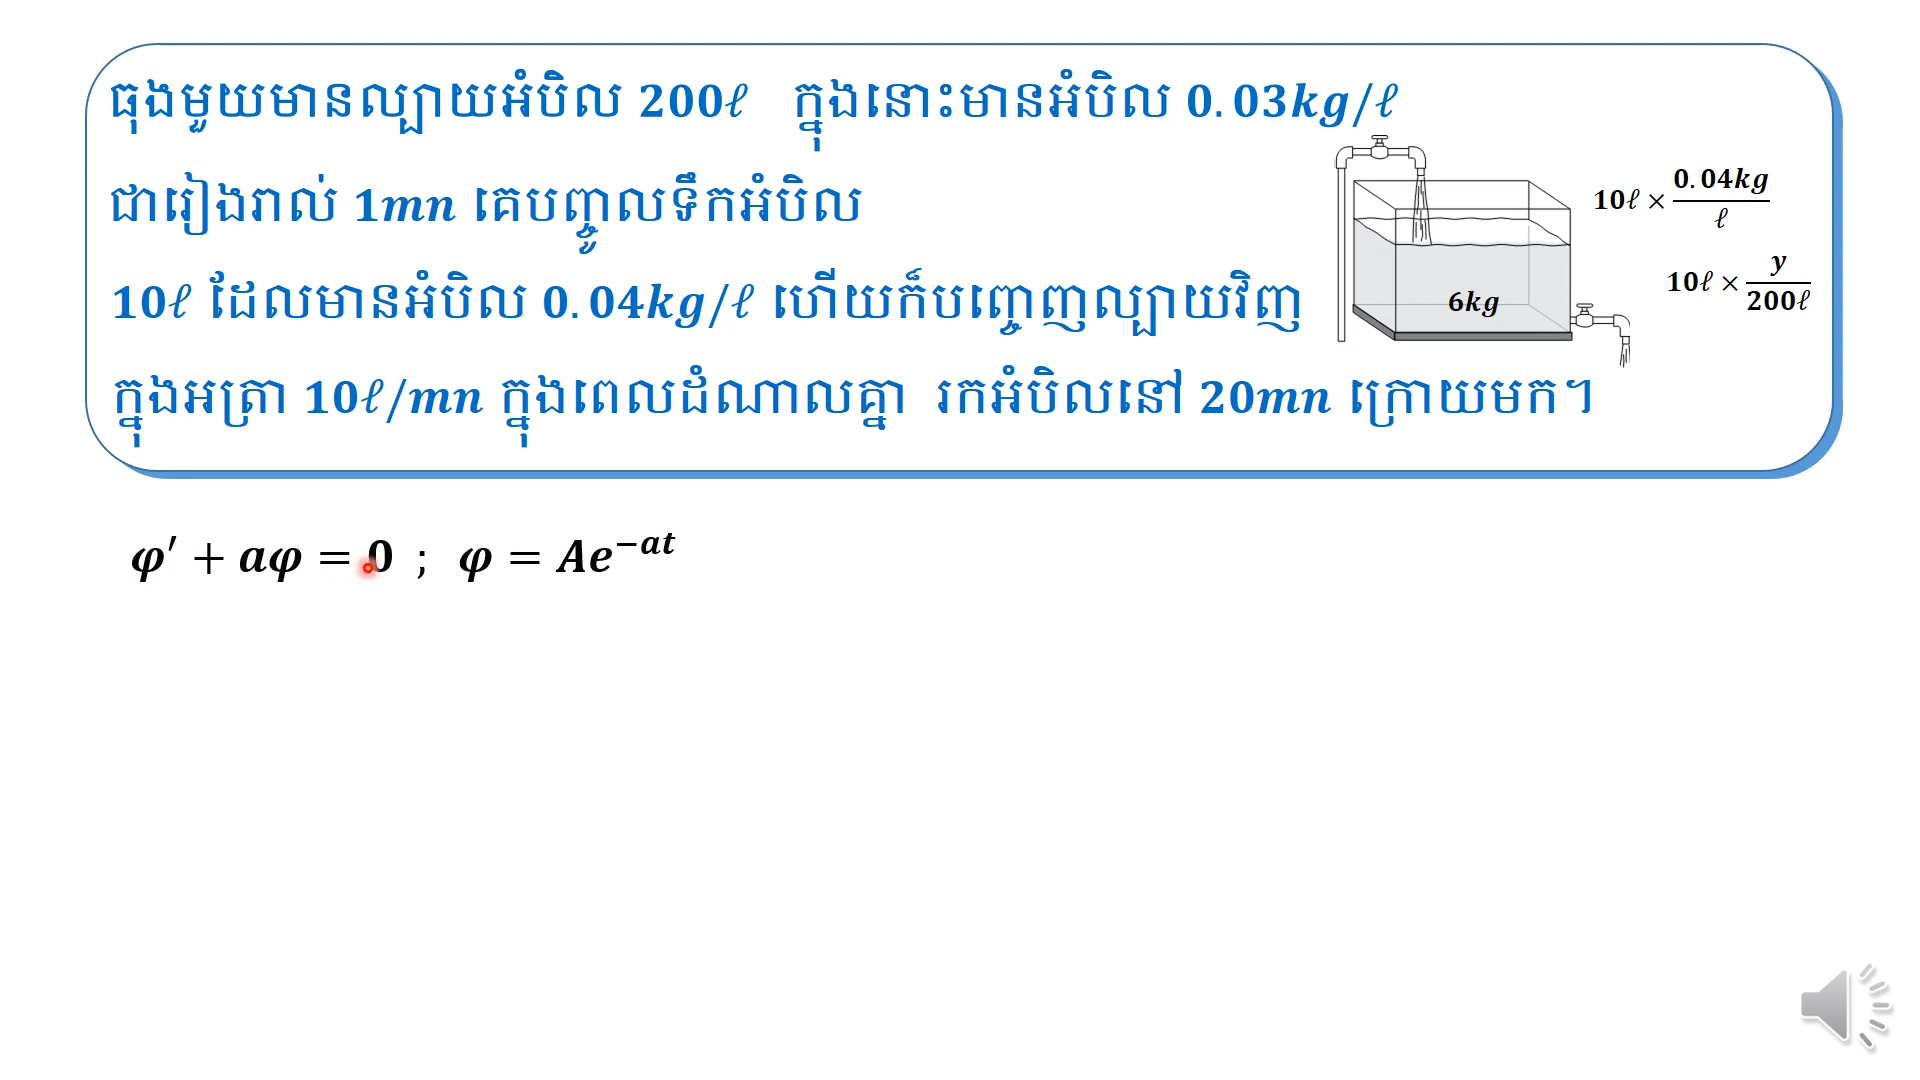 ធុងមួយមានល្បាយអំបិល 200ℓ ក្នុងនោះមានអំបិល 0.03kg/ℓ
ជារៀងរាល់ 1mn គេបញ្ចូលទឹកអំបិល
10ℓ ដែលមានអំបិល 0.04kg/ℓ ហើយក៏បញ្ចេញល្បាយវិញ
ក្នុងអត្រា 10ℓ/mn ក្នុងពេលដំណាលគ្នា រកអំបិលនៅ 20mn ក្រោយមក។
10ℓ × 0.04kg/ℓ
10ℓ × y/200ℓ
6kg
φ′ + aφ = 0 ; φ = Ae^{−at}